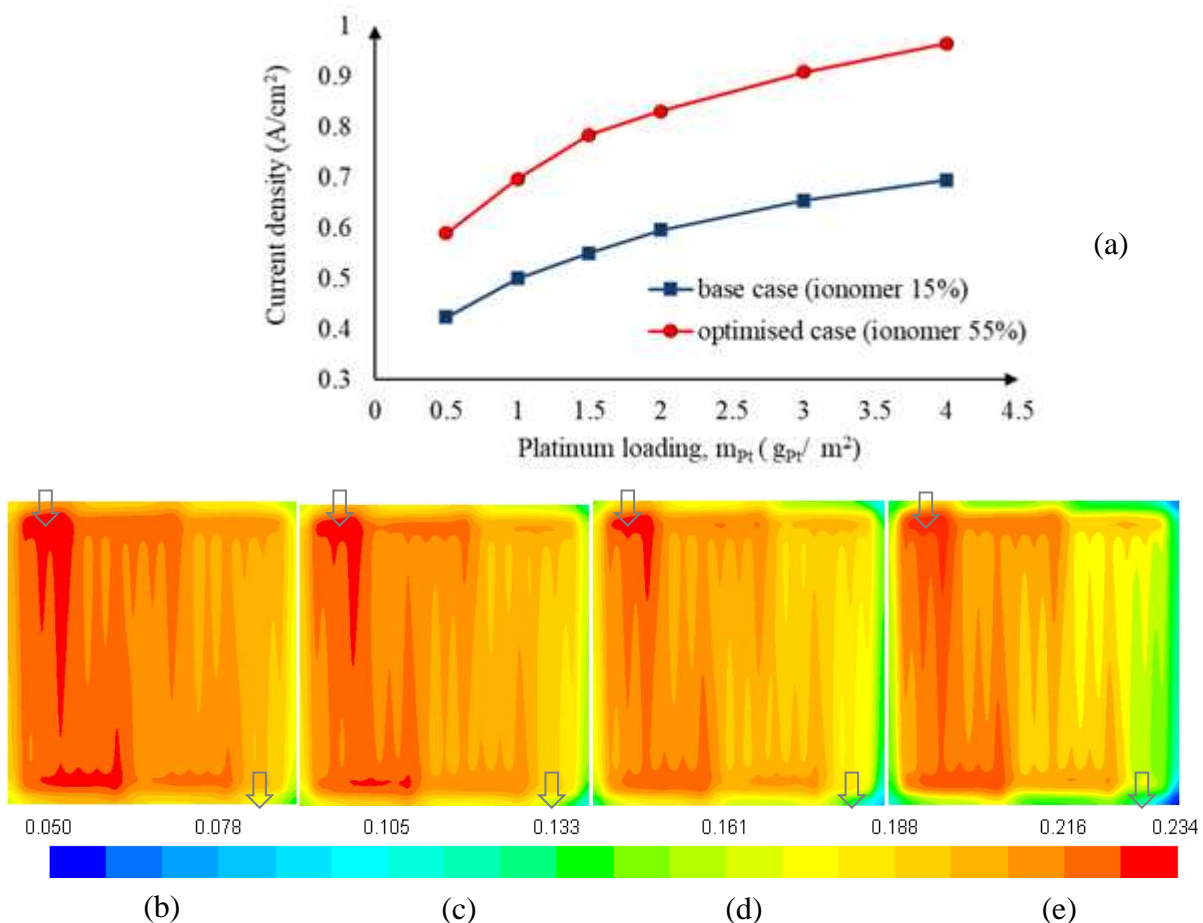 1
0.9
0.8
0.7
0.6
0.5
0.4
0.3
Current density (A/cm²)
(a)
base case (ionomer 15%)
optimised case (ionomer 55%)
0 0.5 1 1.5 2 2.5 3 3.5 4 4.5
Platinum loading, mPt ( gPt/ m²)
0.050 0.078 0.105 0.133 0.161 0.188 0.216 0.234
(b) (c) (d) (e)